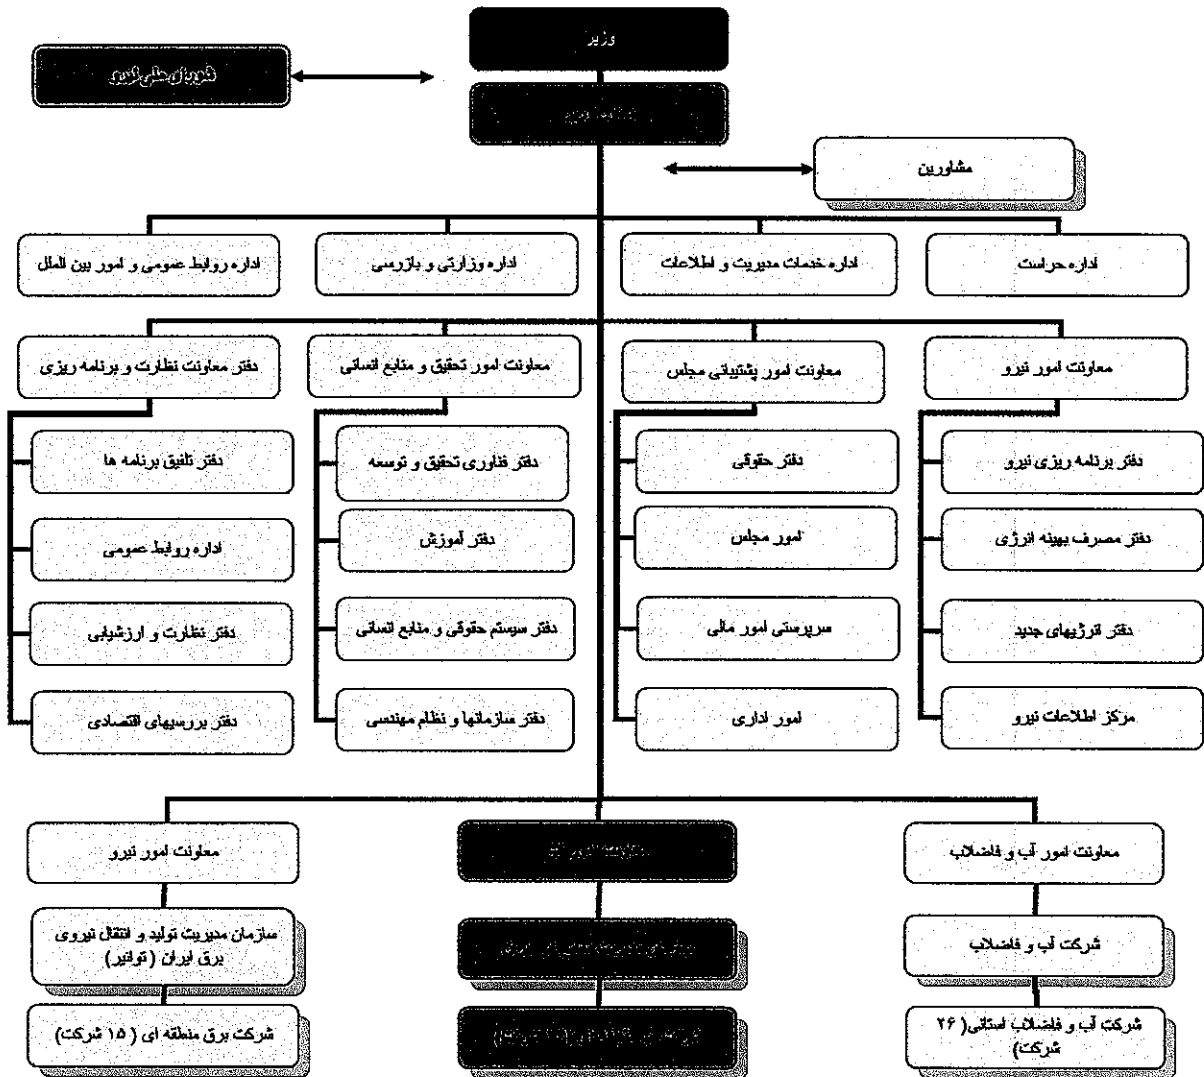 وزیر
مشاورین
اداره حراست
اداره خدمات مدیریت و اطلاعات
اداره وزارتی و بازرسی
اداره روابط عمومی و امور بین الملل
معاونت امور نیرو
معاونت امور پشتیبانی مجلس
معاونت امور تحقیق و منابع انسانی
دفتر معاونت نظارت و برنامه ریزی
دفتر برنامه ریزی نیرو
دفتر مصرف بهینه انرژی
دفتر انرژیهای جدید
مرکز اطلاعات نیرو
دفتر حقوقی
امور مجلس
سرپرستی امور مالی
امور اداری
دفتر فناوری تحقیق و توسعه
دفتر آموزش
دفتر سیستم حقوقی و منابع انسانی
دفتر سازمانها و نظام مهندسی
دفتر تلفیق برنامه ها
اداره روابط عمومی
دفتر نظارت و ارزشیابی
دفتر بررسیهای اقتصادی
معاونت امور آب و فاضلاب
شرکت آب و فاضلاب
شرکت آب و فاضلاب استانی( ۲۶
شرکت)
معاونت امور نیرو
سازمان مدیریت تولید و انتقال نیروی
برق ایران (توانیر)
شرکت برق منطقه ای ( ۱۵ شرکت)